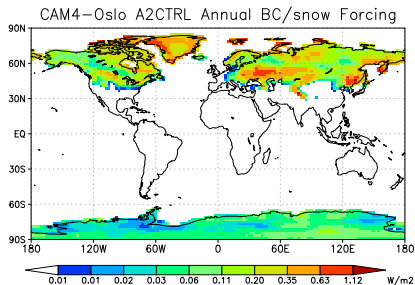 CAM4-Oslo A2CTRL Annual BC/snow Forcing
90N
60N
30N
EQ
30S
60S
90S
180 120W 60W 0 60E 120E 180
0.01 0.01 0.02 0.03 0.06 0.11 0.20 0.35 0.63 1.12 W/m2